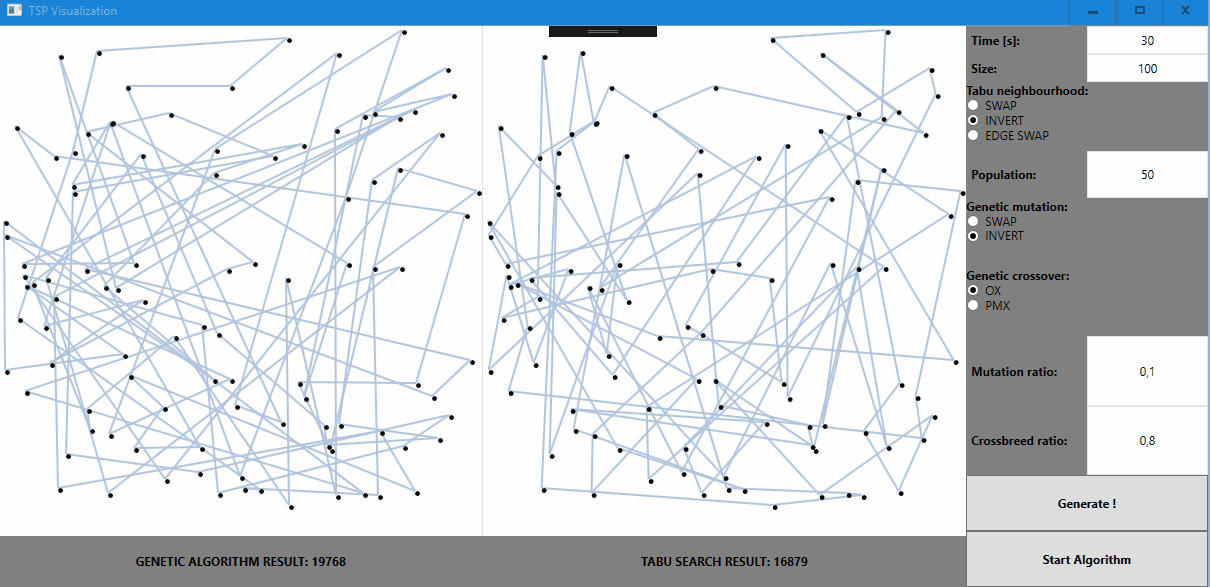 TSP Visualization
Time [s]: 30
Size: 100
Tabu neighbourhood:
SWAP
INVERT
EDGE SWAP
Population: 50
Genetic mutation:
SWAP
INVERT
Genetic crossover:
OX
PMX
Mutation ratio: 0,1
Crossbreed ratio: 0,8
Generate !
Start Algorithm
GENETIC ALGORITHM RESULT: 19768
TABU SEARCH RESULT: 16879